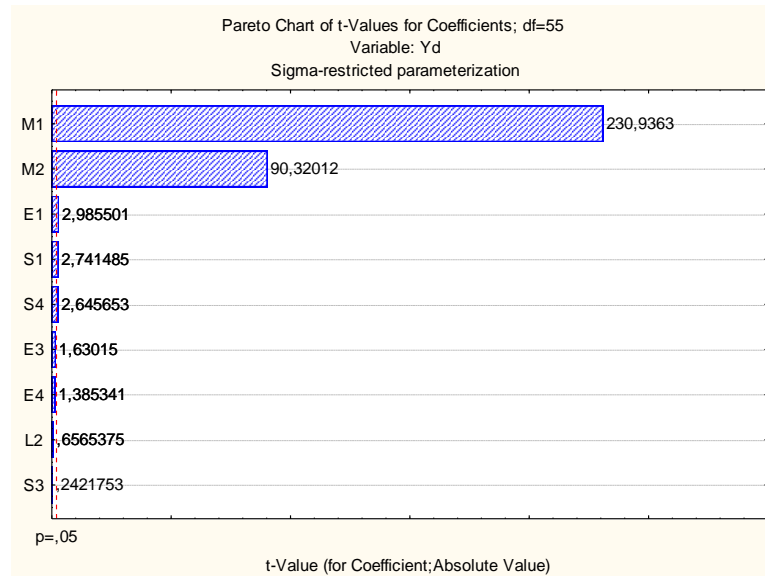 Pareto Chart of t-Values for Coefficients; df=55
Variable: Yd
Sigma-restricted parameterization
M1 230,9363
M2 90,32012
E1 2,985501
S1 2,741485
S4 2,645653
E3 1,63015
E4 1,385341
L2 ,6565375
S3 ,2421753
p=,05
t-Value (for Coefficient;Absolute Value)